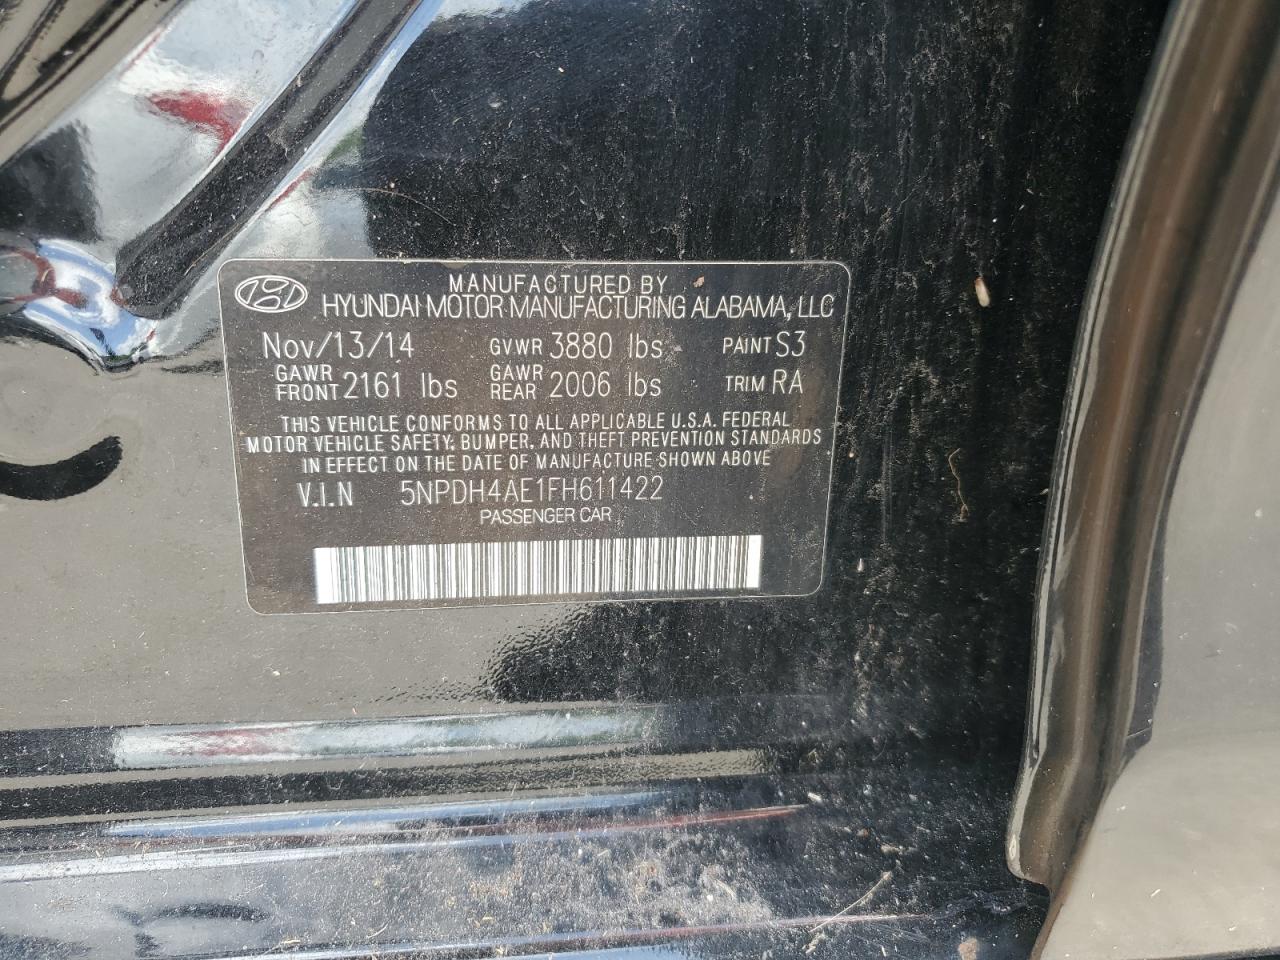 MANUFACTURED BY
HYUNDAI MOTOR MANUFACTURING ALABAMA, LLC
Nov/13/14 GVWR 3880 lbs PAINT S3
GAWR FRONT 2161 lbs GAWR REAR 2006 lbs TRIM RA
THIS VEHICLE CONFORMS TO ALL APPLICABLE U.S.A. FEDERAL
MOTOR VEHICLE SAFETY, BUMPER, AND THEFT PREVENTION STANDARDS
IN EFFECT ON THE DATE OF MANUFACTURE SHOWN ABOVE
V.I.N 5NPDH4AE1FH611422
PASSENGER CAR